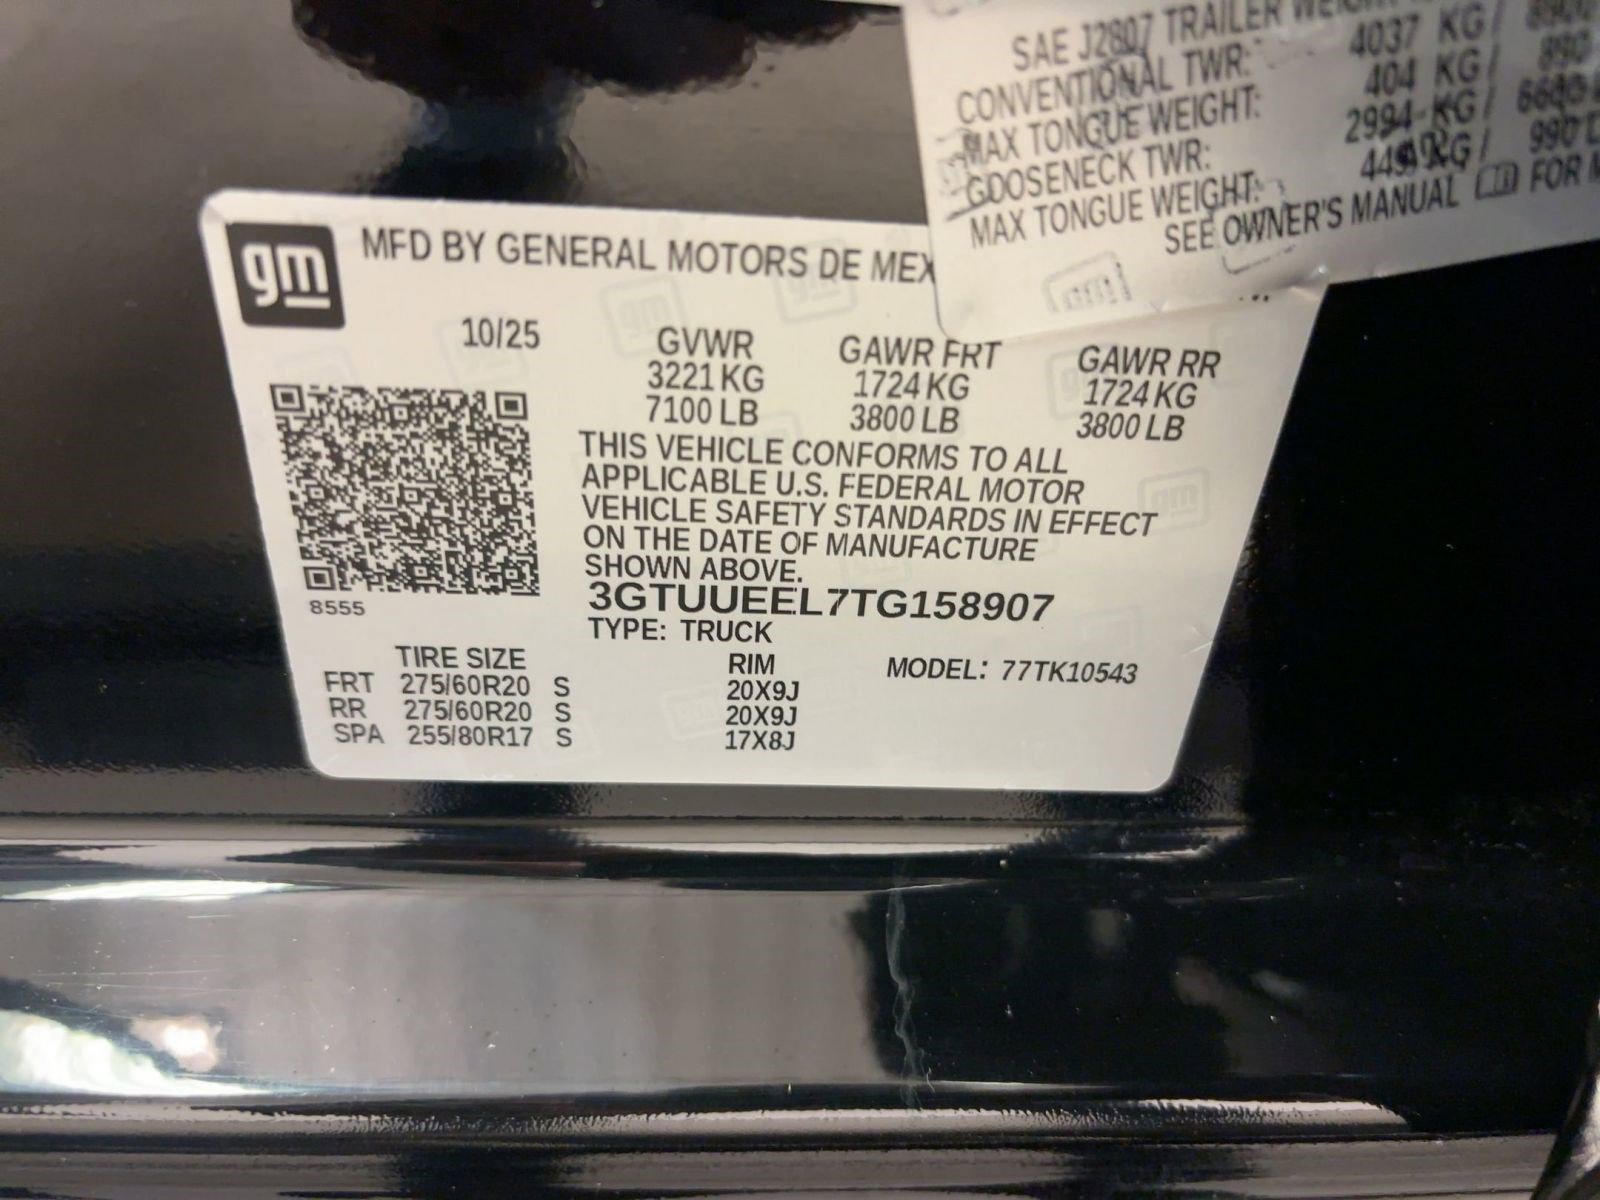 SAE J2807 TRAILER
CONVENTIONAL TWR: 4037 KG/
MAX TONGUE WEIGHT: 404 KG/ 890
GOOSENECK TWR: 2994 KG/
MAX TONGUE WEIGHT: KG/ 990
SEE OWNER'S MANUAL FOR
gm
gm
MFD BY GENERAL MOTORS DE MEX
10/25
GVWR GAWR FRT GAWR RR
3221 KG 1724 KG 1724 KG
7100 LB 3800 LB 3800 LB
THIS VEHICLE CONFORMS TO ALL
APPLICABLE U.S. FEDERAL MOTOR
VEHICLE SAFETY STANDARDS IN EFFECT
ON THE DATE OF MANUFACTURE
SHOWN ABOVE.
8555
3GTUUEEL7TG158907
TYPE: TRUCK
TIRE SIZE RIM MODEL: 77TK10543
FRT 275/60R20 S 20X9J
RR 275/60R20 S 20X9J
SPA 255/80R17 S 17X8J